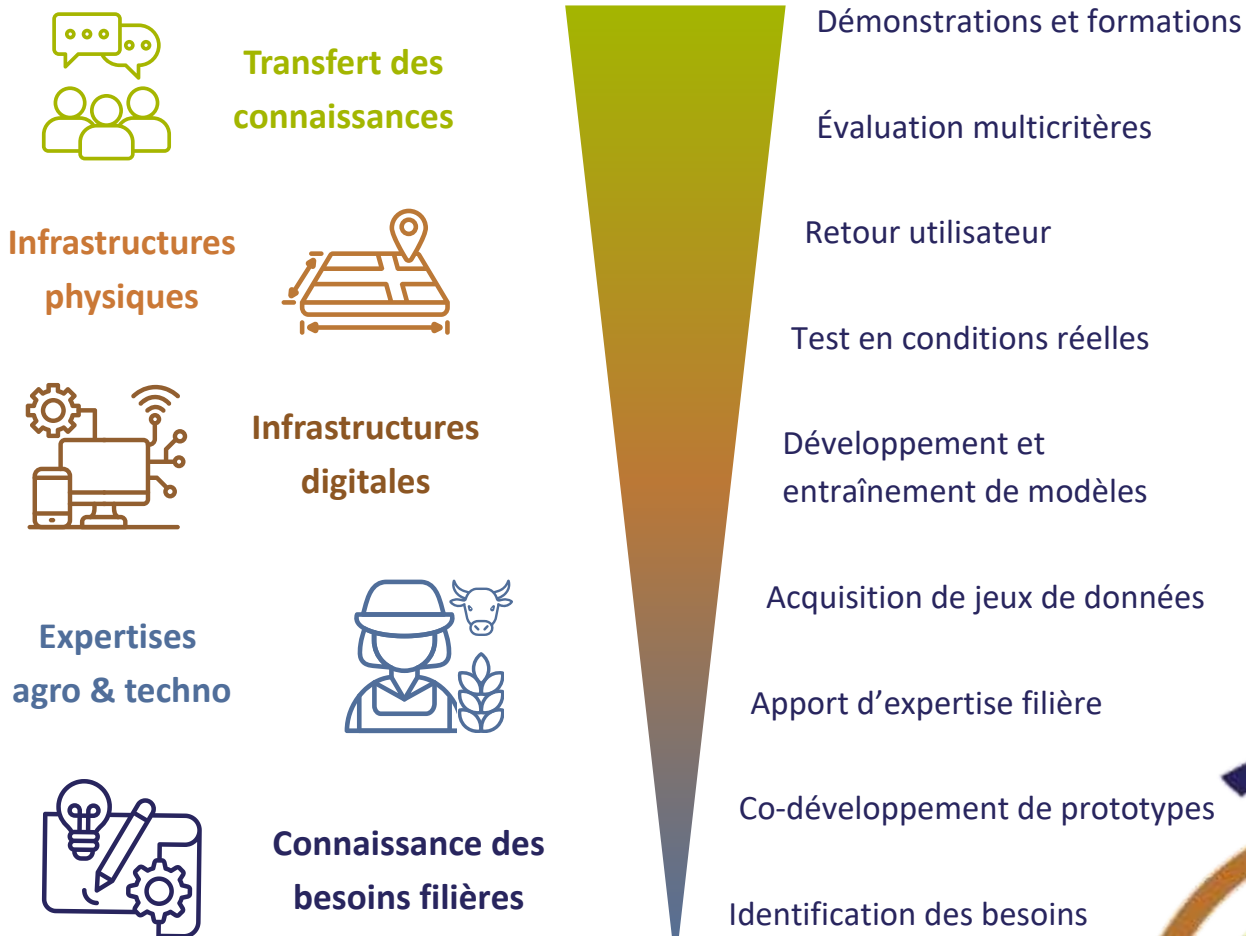 Transfert des
connaissances
Infrastructures
physiques
Infrastructures
digitales
Expertises
agro & techno
Connaissance des
besoins filières
Démonstrations et formations
Évaluation multicritères
Retour utilisateur
Test en conditions réelles
Développement et
entraînement de modèles
Acquisition de jeux de données
Apport d’expertise filière
Co-développement de prototypes
Identification des besoins